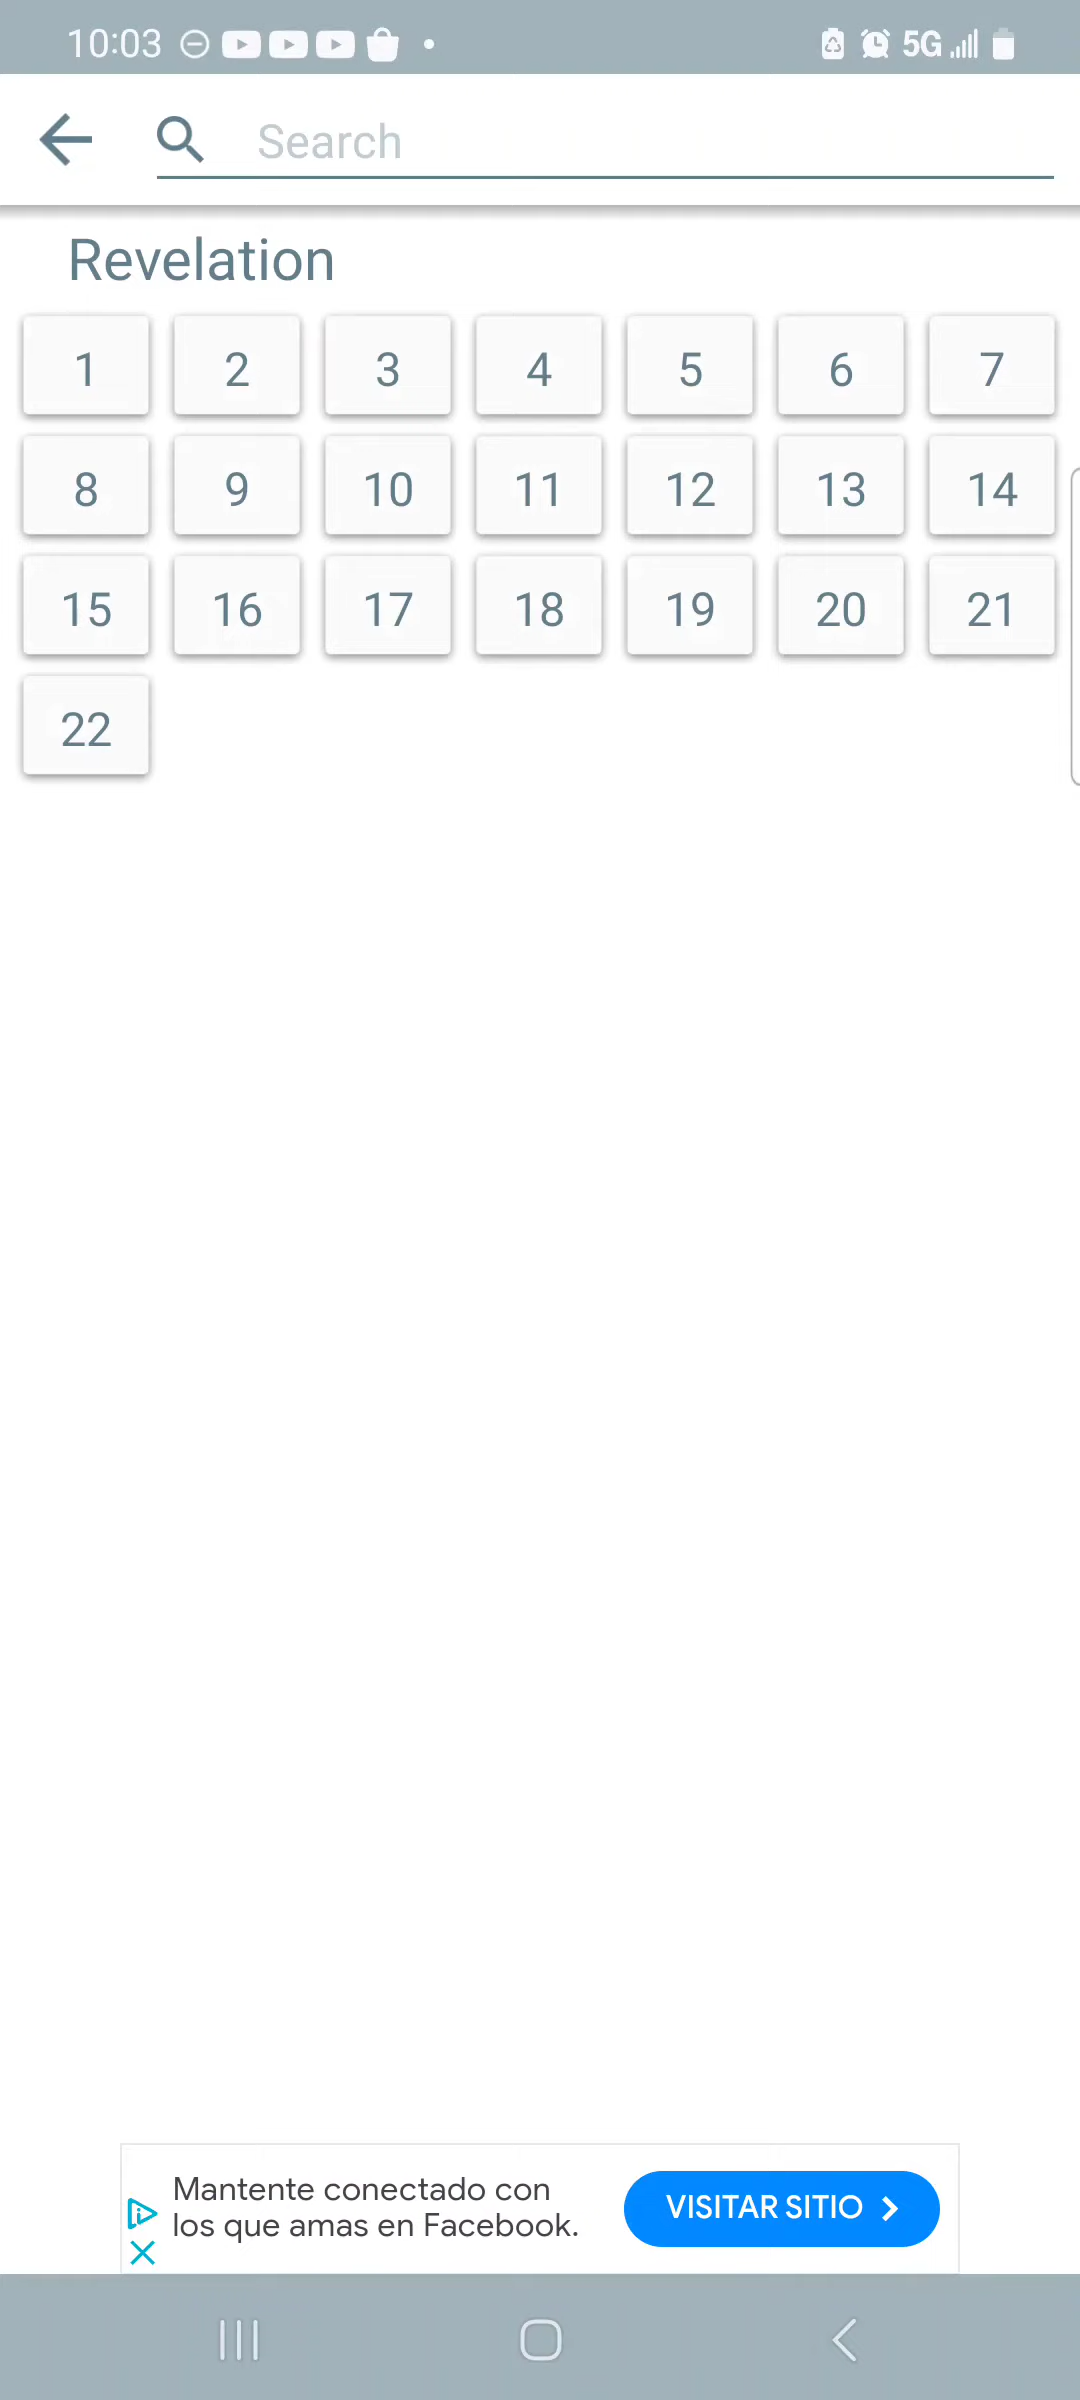 10:03
5G
Search
Revelation
1 2 3 4 5 6 7
8 9 10 11 12 13 14
15 16 17 18 19 20 21
22
Mantente conectado con
los que amas en Facebook.
VISITAR SITIO